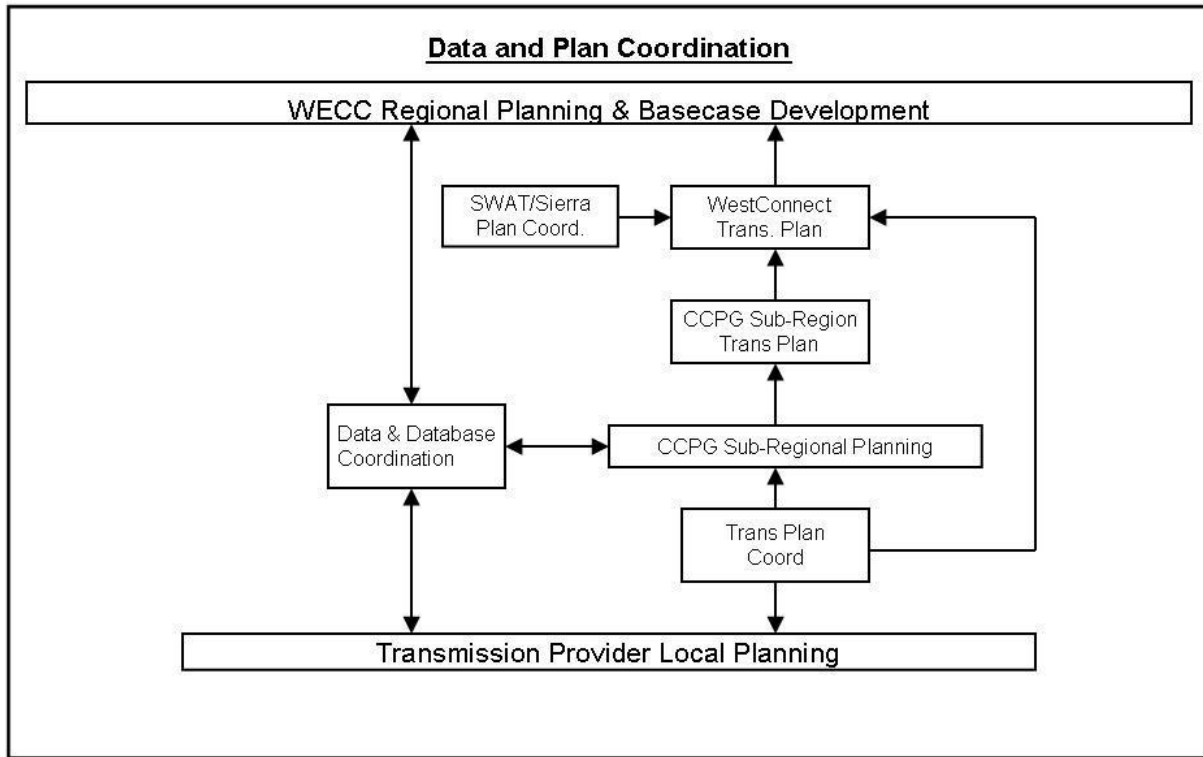 Data and Plan Coordination
WECC Regional Planning & Basecase Development
SWAT/Sierra
Plan Coord.
WestConnect
Trans. Plan
CCPG Sub-Region
Trans Plan
Data & Database
Coordination
CCPG Sub-Regional Planning
Trans Plan
Coord
Transmission Provider Local Planning